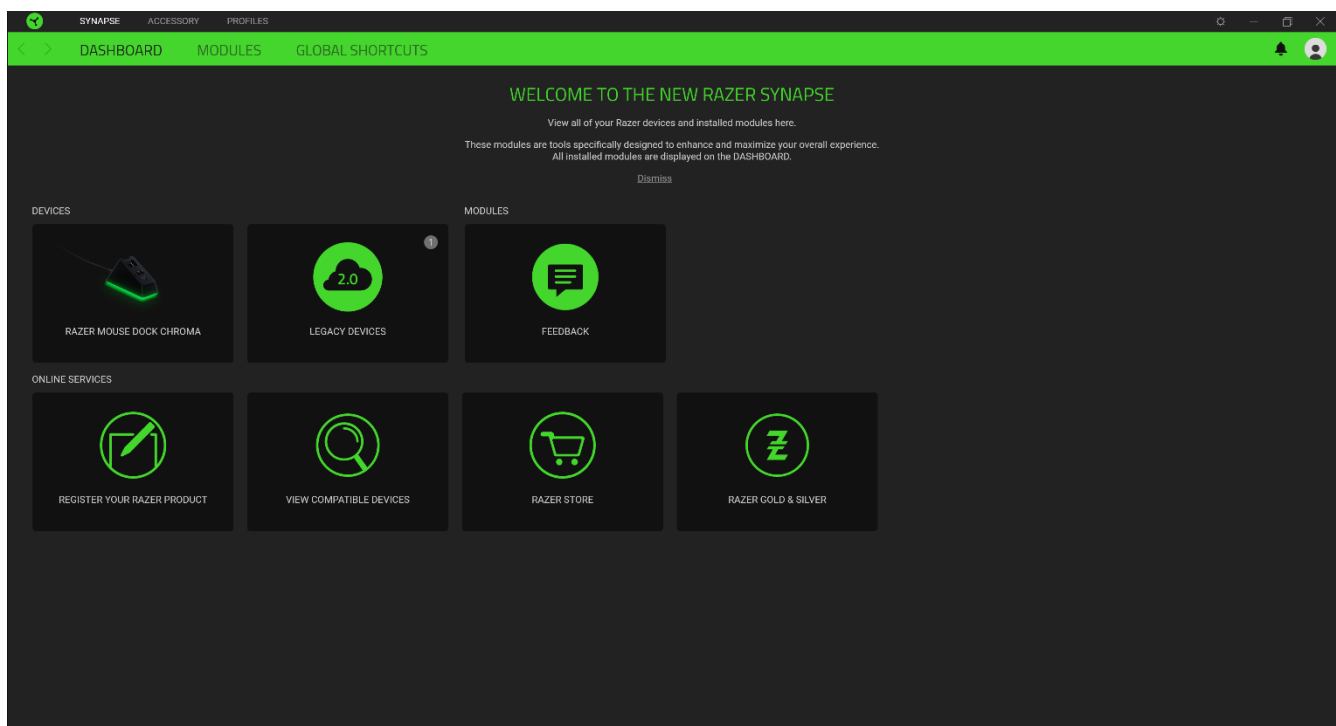 SYNAPSE ACCESSORY PROFILES
DASHBOARD MODULES GLOBAL SHORTCUTS
WELCOME TO THE NEW RAZER SYNAPSE
View all of your Razer devices and installed modules here.
These modules are tools specifically designed to enhance and maximize your overall experience.
All installed modules are displayed on the DASHBOARD.
Dismiss
DEVICES
MODULES
1
2.0
RAZER MOUSE DOCK CHROMA
LEGACY DEVICES
FEEDBACK
ONLINE SERVICES
REGISTER YOUR RAZER PRODUCT
VIEW COMPATIBLE DEVICES
RAZER STORE
RAZER GOLD & SILVER